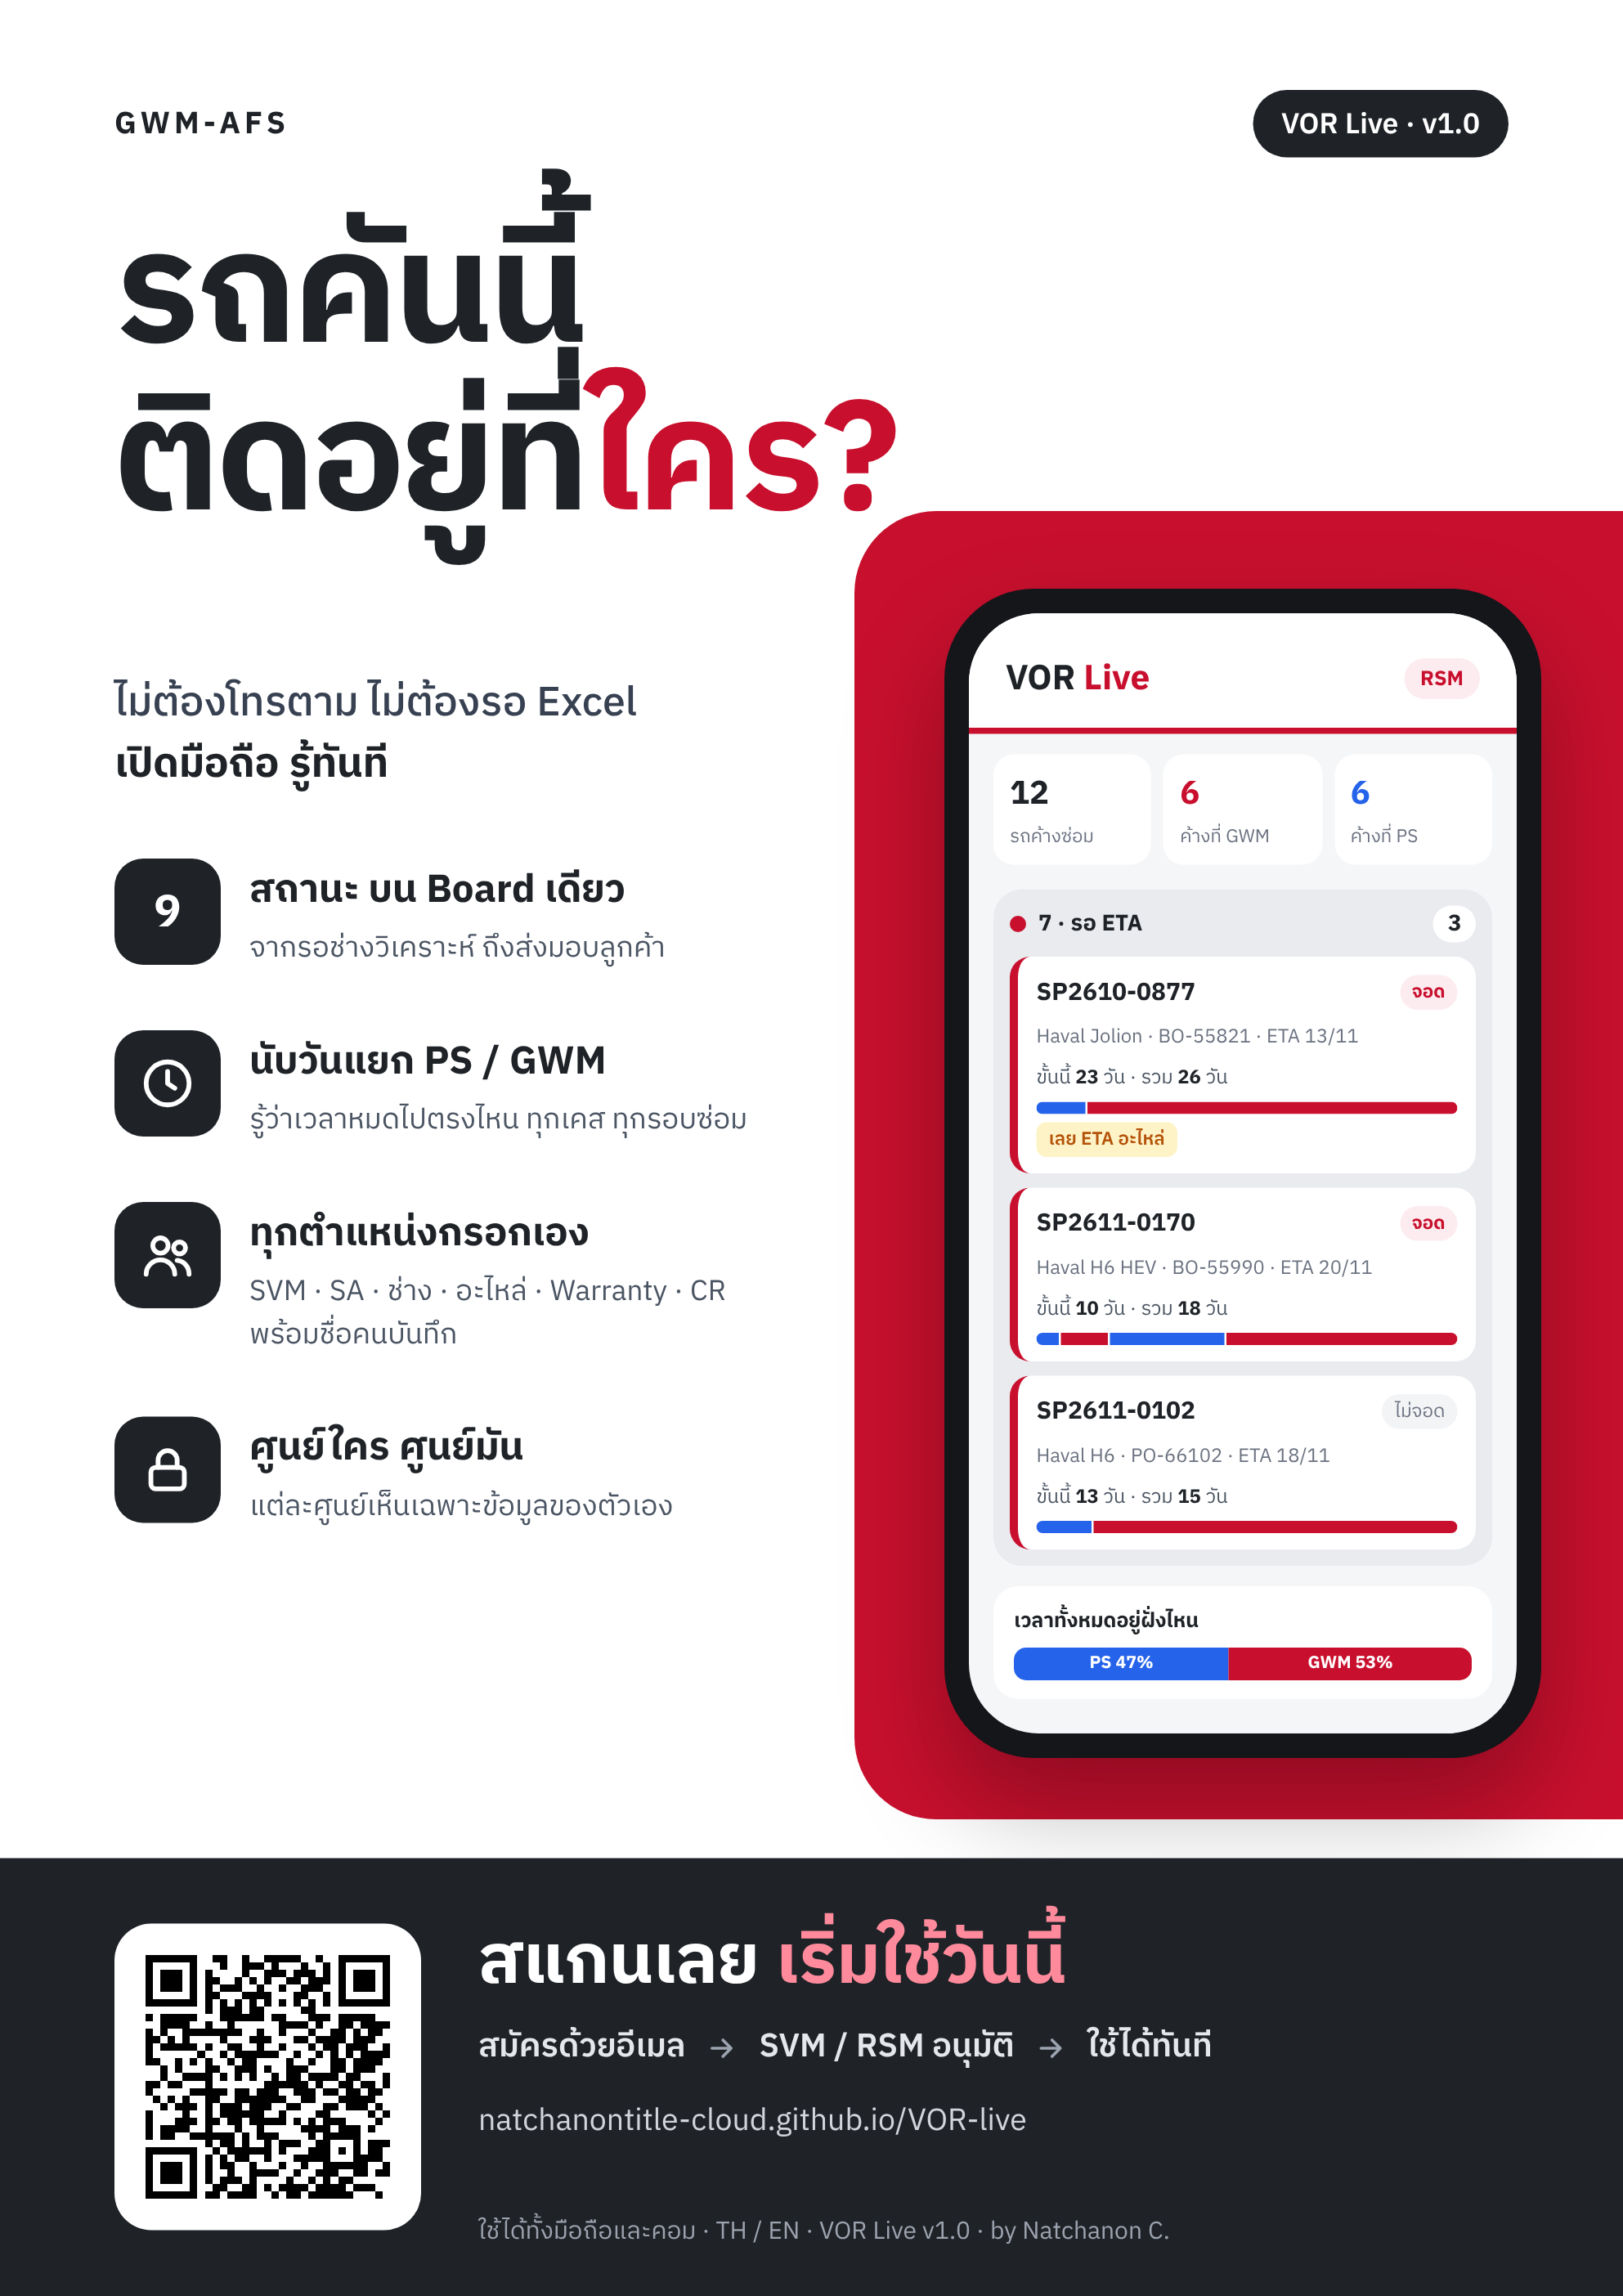 GWM-AFS
VOR Live · v1.0
รถคันนี้
ติดอยู่ที่ใคร?
ไม่ต้องโทรตาม ไม่ต้องรอ Excel
เปิดมือถือ รู้ทันที
9
สถานะ บน Board เดียว
จากรอช่างวิเคราะห์ ถึงส่งมอบลูกค้า
นับวันแยก PS / GWM
รู้ว่าเวลาหมดไปตรงไหน ทุกเคส ทุกรอบซ่อม
ทุกตำแหน่งกรอกเอง
SVM · SA · ช่าง · อะไหล่ · Warranty · CR
พร้อมชื่อคนบันทึก
ศูนย์ใคร ศูนย์มัน
แต่ละศูนย์เห็นเฉพาะข้อมูลของตัวเอง
VOR Live
RSM
12
รถค้างซ่อม
6
ค้างที่ GWM
6
ค้างที่ PS
7 · รอ ETA
3
SP2610-0877
จอด
Haval Jolion · BO-55821 · ETA 13/11
ขั้นนี้ 23 วัน · รวม 26 วัน
เลย ETA อะไหล่
SP2611-0170
จอด
Haval H6 HEV · BO-55990 · ETA 20/11
ขั้นนี้ 10 วัน · รวม 18 วัน
SP2611-0102
ไม่จอด
Haval H6 · PO-66102 · ETA 18/11
ขั้นนี้ 13 วัน · รวม 15 วัน
เวลาทั้งหมดอยู่ฝั่งไหน
PS 47%
GWM 53%
สแกนเลย เริ่มใช้วันนี้
สมัครด้วยอีเมล → SVM / RSM อนุมัติ → ใช้ได้ทันที
natchanontitle-cloud.github.io/VOR-live
ใช้ได้ทั้งมือถือและคอม · TH / EN · VOR Live v1.0 · by Natchanon C.